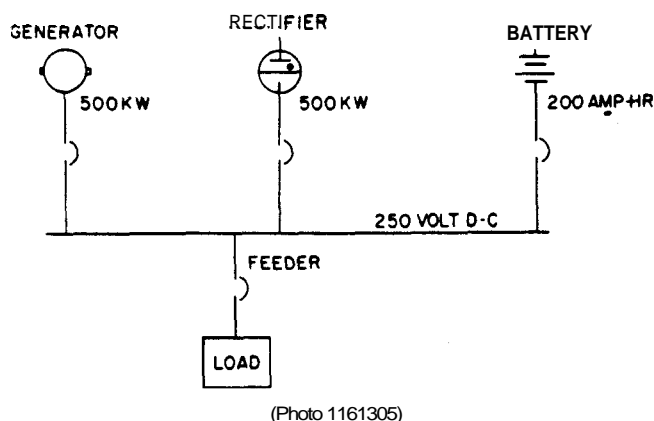 GENERATOR
RECTIFIER
BATTERY
500KW
500KW
200 AMP-HR
250 VOLT D-C
FEEDER
LOAD
(Photo 1161305)